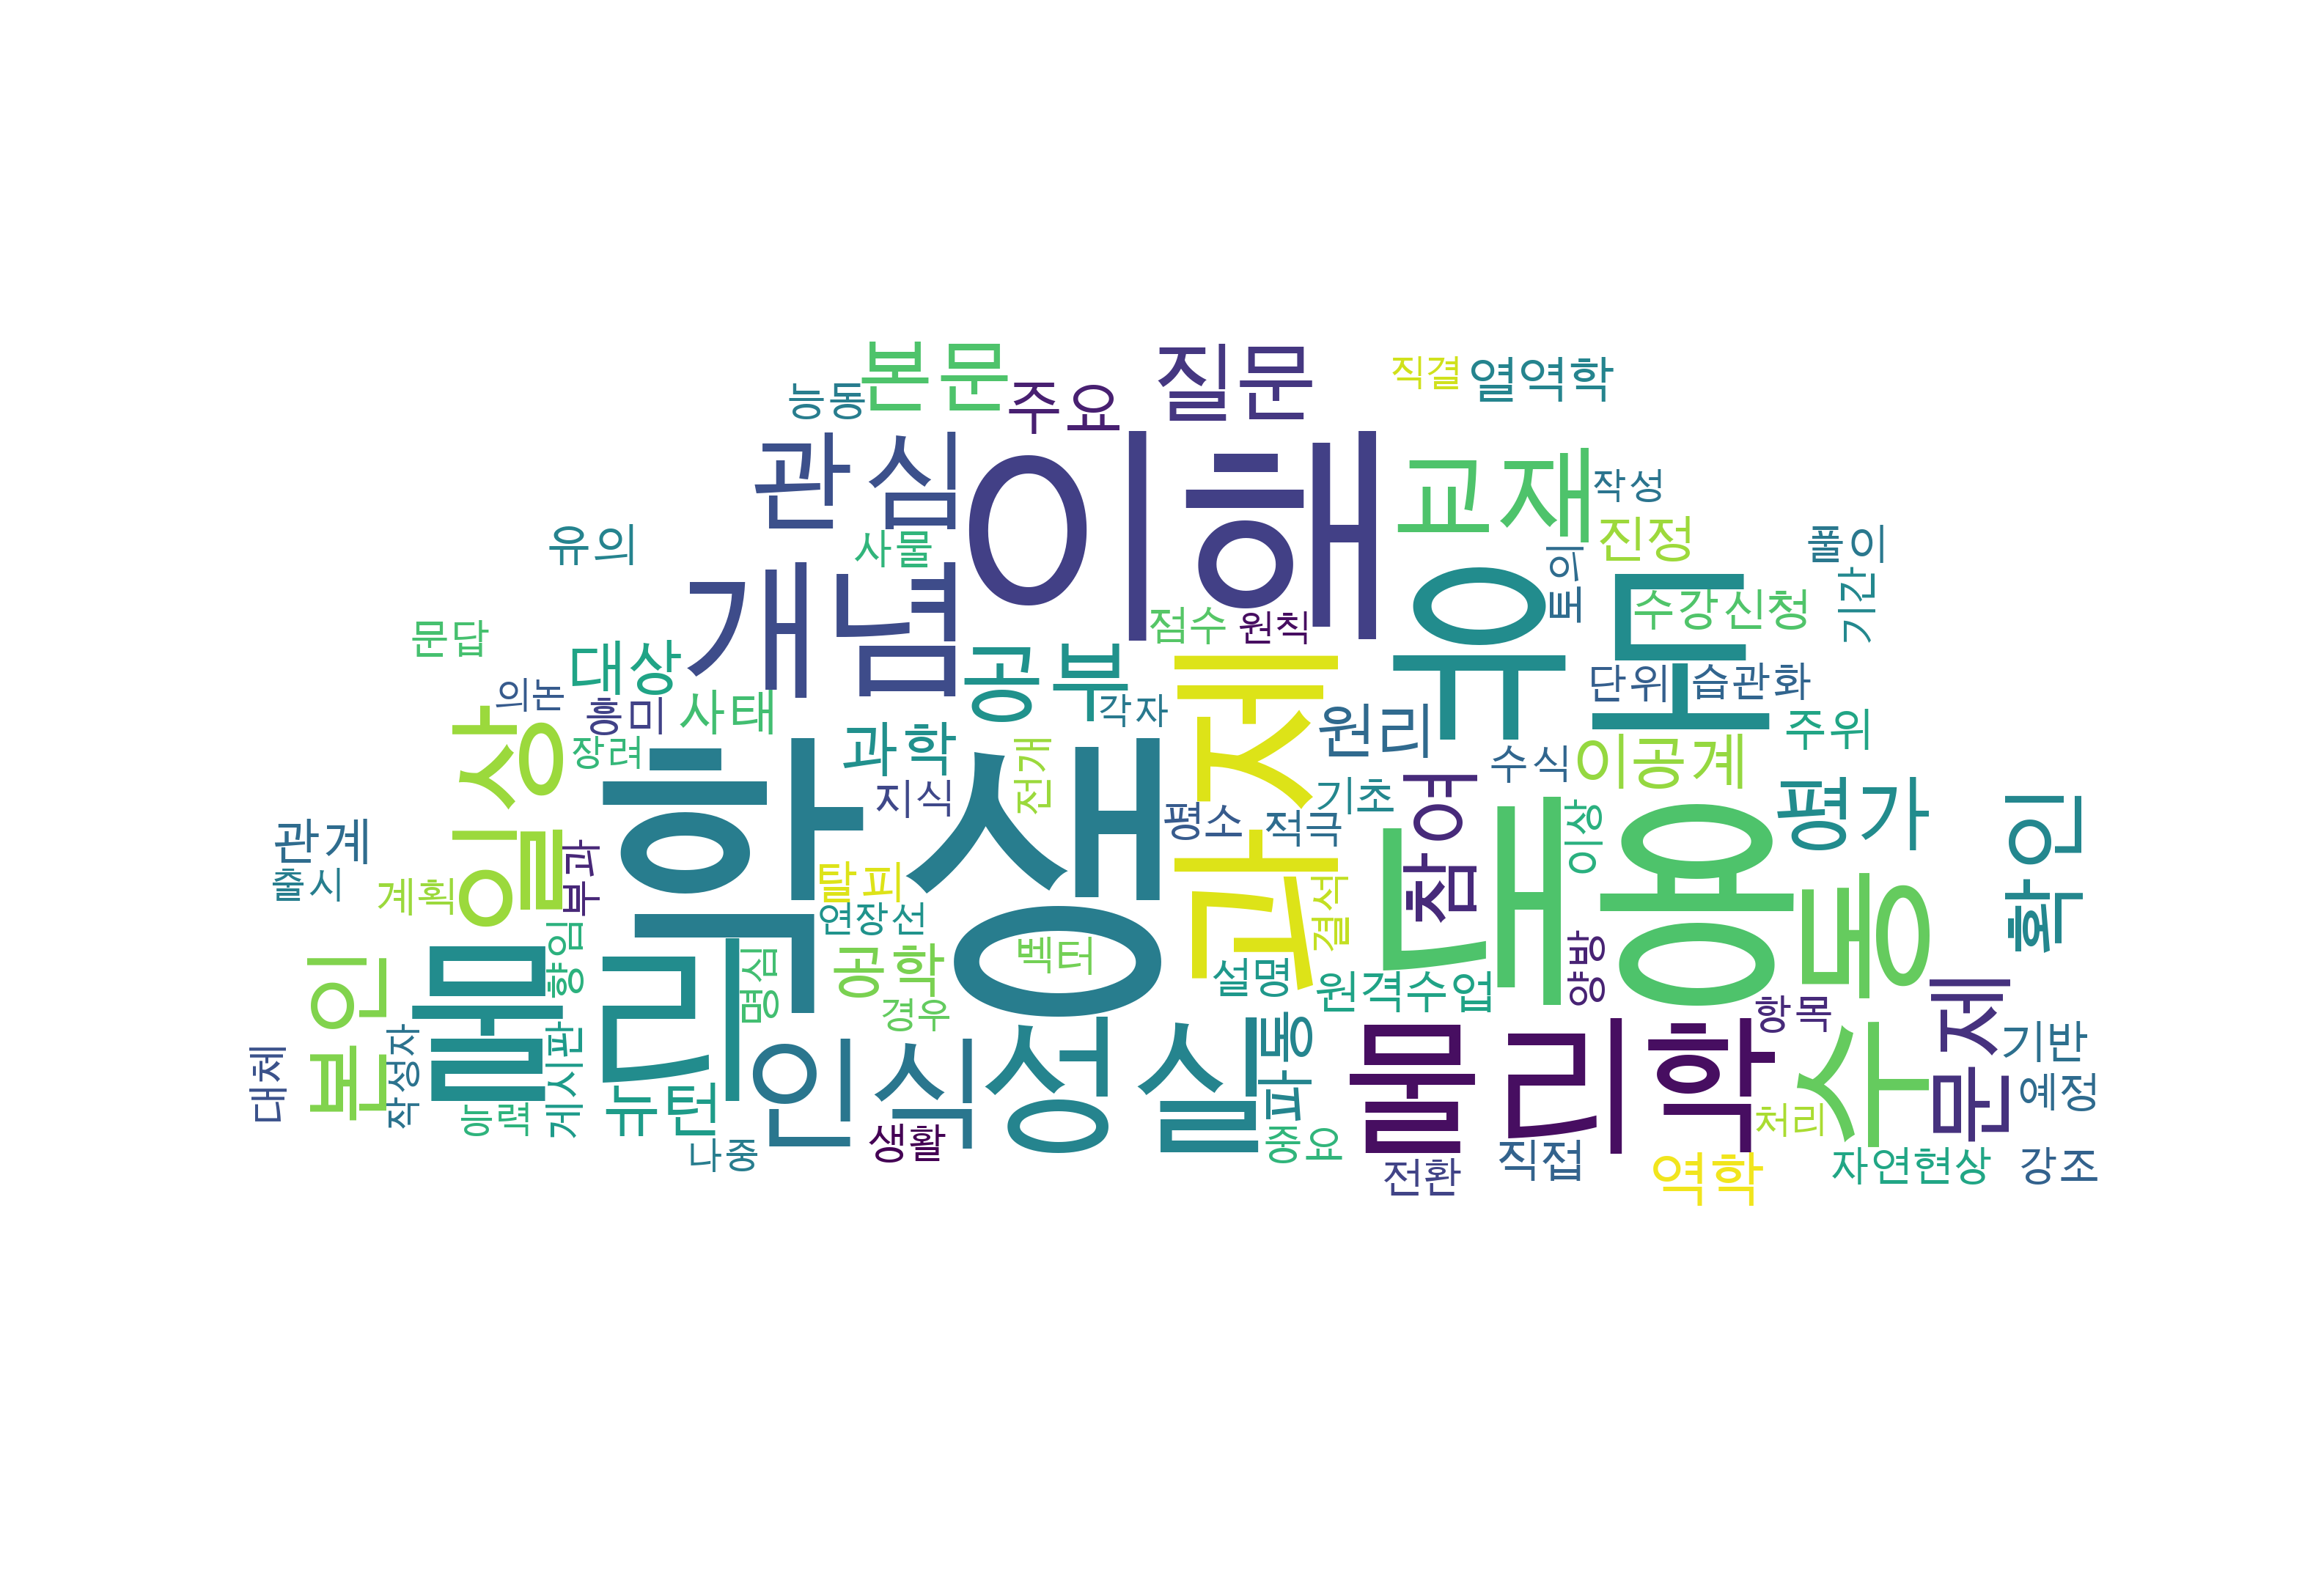 본문
질문
직결
열역학
능동
주요
관심
이해
교재
작성
진정
유의
사물
풀이
개념
유도
토의
기간
수강신청
점수
원칙
문답
대상
공부
과제
단위
습관화
의논
흥미
사태
각자
원리
주위
일상
장려
과학
전개
수식
이공계
학생
지식
기초
참여
평가
확인
관계
평소
적극
내용
이상
출시
계획
부과
탈피
결석
활동
연장선
물리
향임
명심
공학
벡터
설명
원격수업
양방
본인
경우
항목
문제
대체
작성자
게시판
인식
성실
파동
물리학
수
기반
능력
뉴턴
처리
예정
나중
생활
중요
전환
직접
역학
자연현상
강조